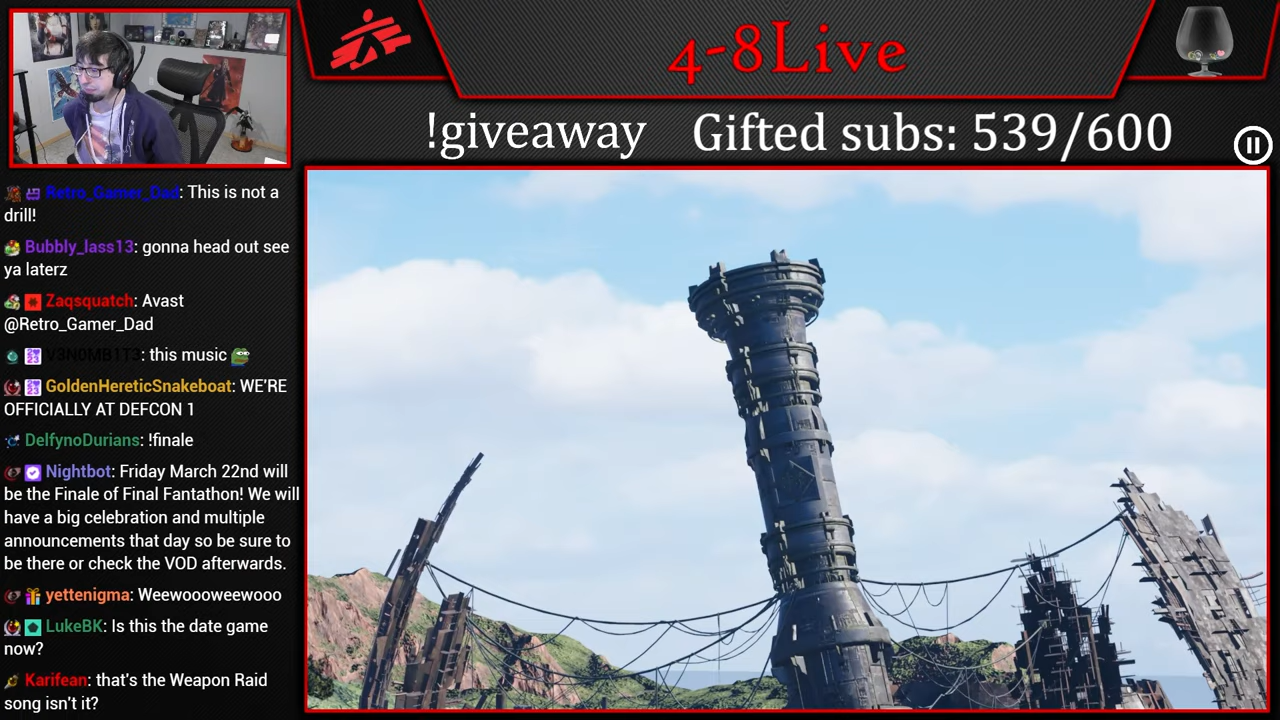 4-8Live
!giveaway Gifted subs: 539/600
Retro_Gamer_Dad: This is not a
drill!
Bubbly_lass13: gonna head out see
ya laterz
Zaqsquatch: Avast
@Retro_Gamer_Dad
V3N0MB1T3: this music
GoldenHereticSnakeboat: WE'RE
OFFICIALLY AT DEFCON 1
DelfynoDurians: !finale
Nightbot: Friday March 22nd will
be the Finale of Final Fantathon! We will
have a big celebration and multiple
announcements that day so be sure to
be there or check the VOD afterwards.
yettenigma: Weewoooweewooo
LukeBK: Is this the date game
now?
Karifean: that's the Weapon Raid
song isn't it?